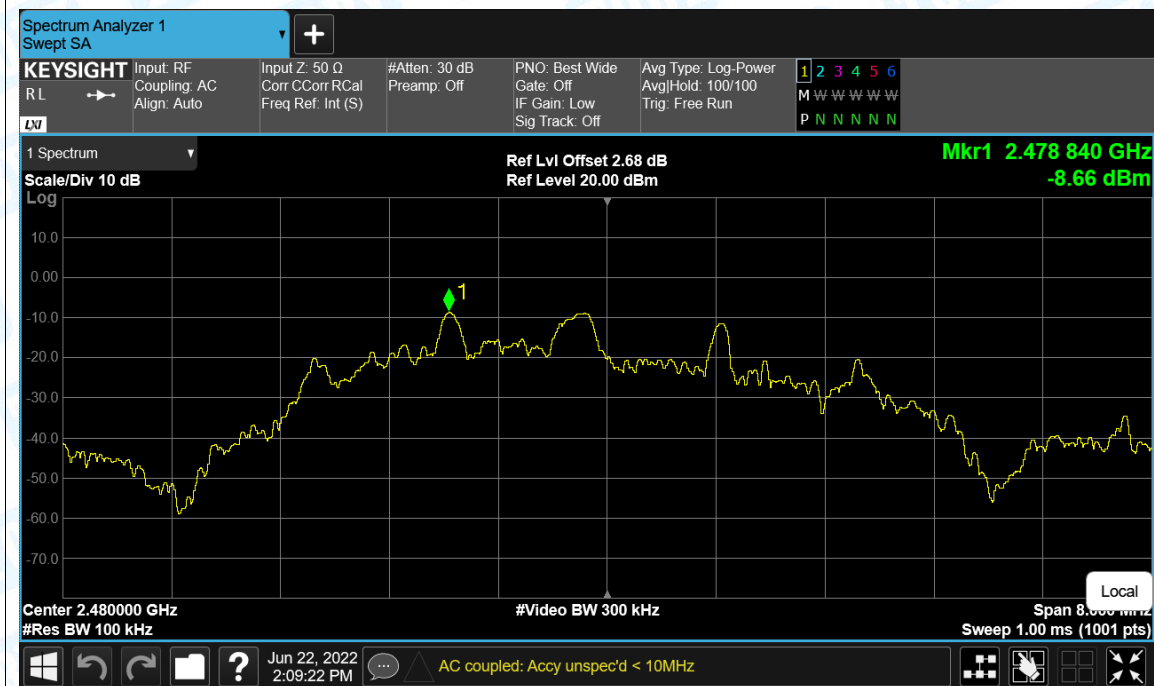 Spectrum Analyzer 1
Swept SA
+
KEYSIGHT
R L
LXI
Input: RF
Coupling: AC
Align: Auto
Input Z: 50 Ω
Corr CCorr RCal
Freq Ref: Int (S)
#Atten: 30 dB
Preamp: Off
PNO: Best Wide
Gate: Off
IF Gain: Low
Sig Track: Off
Avg Type: Log-Power
Avg|Hold: 100/100
Trig: Free Run
1 2 3 4 5 6
M W W W W W
P N N N N N
1 Spectrum
Scale/Div 10 dB
Log
Ref Lvl Offset 2.68 dB
Ref Level 20.00 dBm
Mkr1 2.478 840 GHz
-8.66 dBm
10.0
0.00
-10.0
-20.0
-30.0
-40.0
-50.0
-60.0
-70.0
1
Local
Center 2.480000 GHz
#Res BW 100 kHz
#Video BW 300 kHz
Span 8.000 MHz
Sweep 1.00 ms (1001 pts)
?
Jun 22, 2022
2:09:22 PM
AC coupled: Accy unspec'd < 10MHz